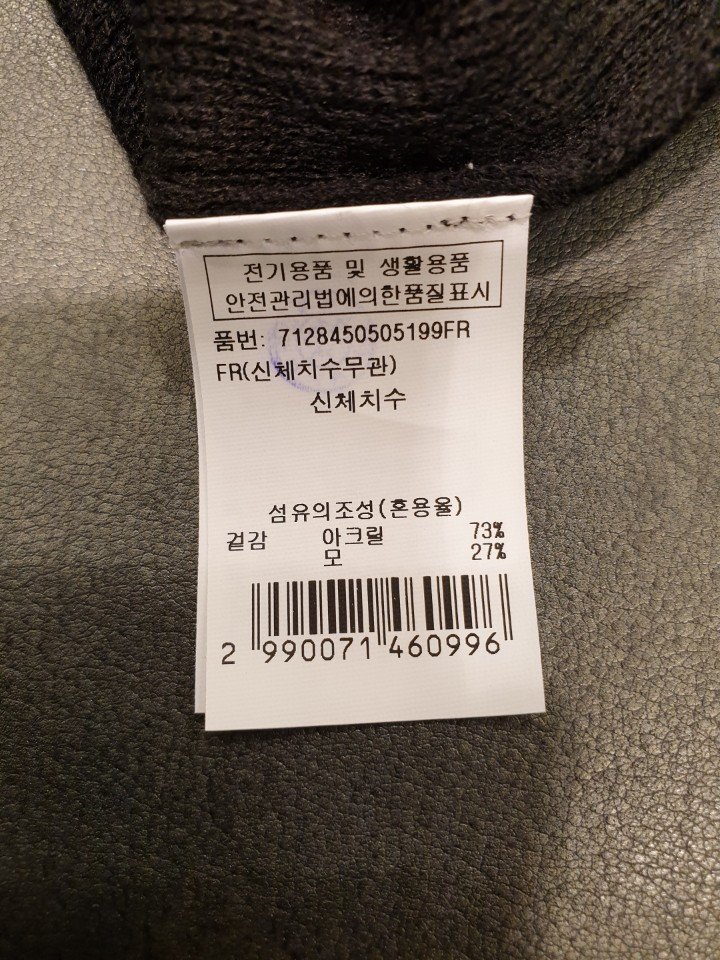 전기용품 및 생활용품
안전관리법에의한품질표시
품번: 7128450505199FR
FR(신체치수무관)
신체치수
섬유의조성(혼용율)
겉감 아크릴 73%
모 27%
2 990071 460996